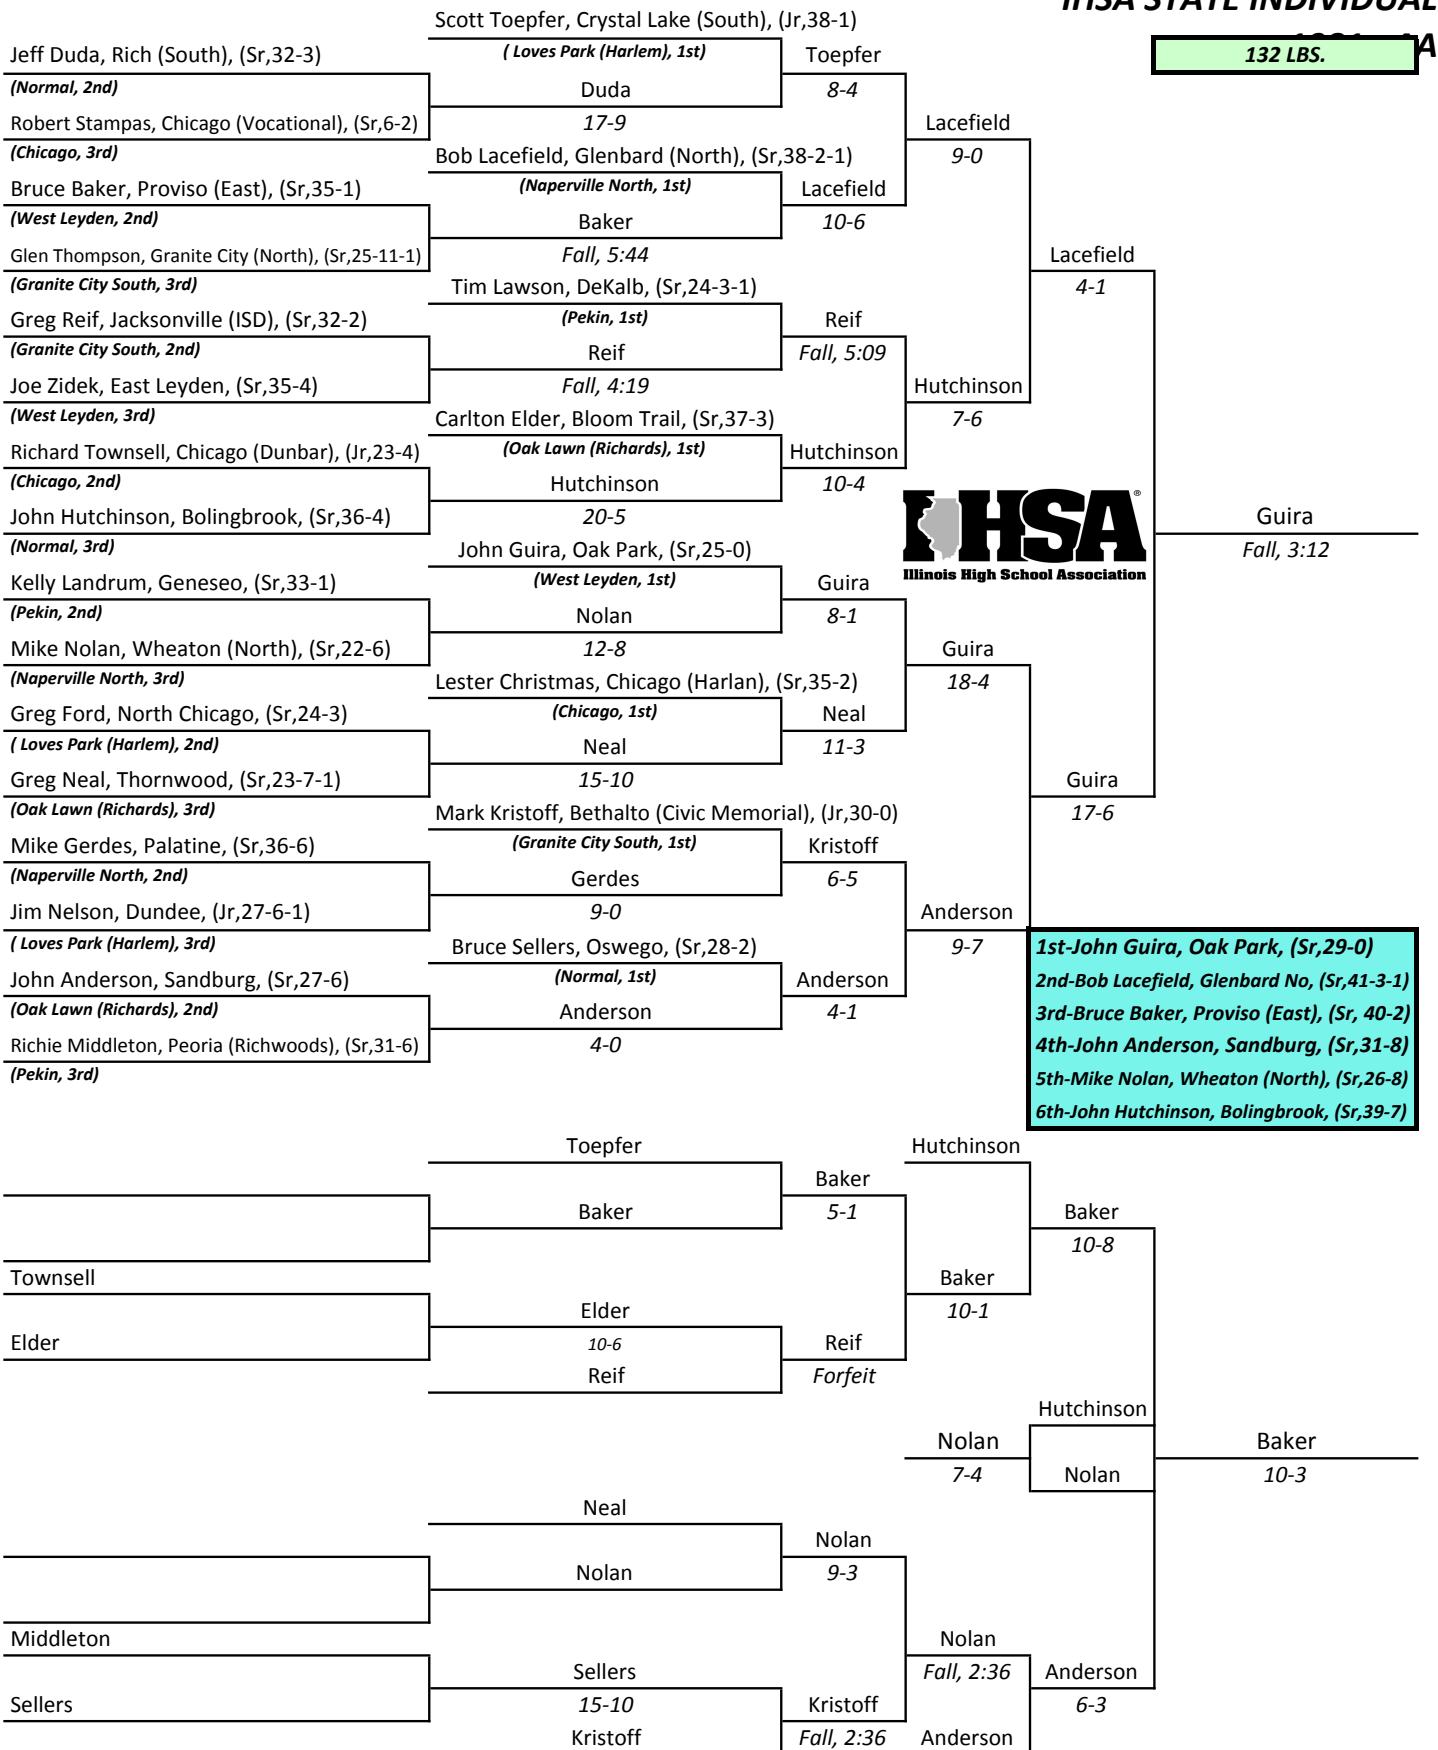 IHSA STATE INDIVIDUAL
132 LBS.
Scott Toepfer, Crystal Lake (South), (Jr,38-1)
Jeff Duda, Rich (South), (Sr,32-3)
( Loves Park (Harlem), 1st)
Toepfer
(Normal, 2nd)
Duda
8-4
Robert Stampas, Chicago (Vocational), (Sr,6-2)
17-9
Lacefield
(Chicago, 3rd)
Bob Lacefield, Glenbard (North), (Sr,38-2-1)
9-0
Bruce Baker, Proviso (East), (Sr,35-1)
(Naperville North, 1st)
Lacefield
(West Leyden, 2nd)
Baker
10-6
Glen Thompson, Granite City (North), (Sr,25-11-1)
Fall, 5:44
Lacefield
(Granite City South, 3rd)
Tim Lawson, DeKalb, (Sr,24-3-1)
4-1
Greg Reif, Jacksonville (ISD), (Sr,32-2)
(Pekin, 1st)
Reif
(Granite City South, 2nd)
Reif
Fall, 5:09
Joe Zidek, East Leyden, (Sr,35-4)
Fall, 4:19
Hutchinson
(West Leyden, 3rd)
Carlton Elder, Bloom Trail, (Sr,37-3)
7-6
Richard Townsell, Chicago (Dunbar), (Jr,23-4)
(Oak Lawn (Richards), 1st)
Hutchinson
(Chicago, 2nd)
Hutchinson
10-4
John Hutchinson, Bolingbrook, (Sr,36-4)
20-5
IHSA®
Illinois High School Association
Guira
(Normal, 3rd)
John Guira, Oak Park, (Sr,25-0)
Fall, 3:12
Kelly Landrum, Geneseo, (Sr,33-1)
(West Leyden, 1st)
Guira
(Pekin, 2nd)
Nolan
8-1
Mike Nolan, Wheaton (North), (Sr,22-6)
12-8
Guira
(Naperville North, 3rd)
Lester Christmas, Chicago (Harlan), (Sr,35-2)
18-4
Greg Ford, North Chicago, (Sr,24-3)
(Chicago, 1st)
Neal
( Loves Park (Harlem), 2nd)
Neal
11-3
Greg Neal, Thornwood, (Sr,23-7-1)
15-10
Guira
(Oak Lawn (Richards), 3rd)
Mark Kristoff, Bethalto (Civic Memorial), (Jr,30-0)
17-6
Mike Gerdes, Palatine, (Sr,36-6)
(Granite City South, 1st)
Kristoff
(Naperville North, 2nd)
Gerdes
6-5
Jim Nelson, Dundee, (Jr,27-6-1)
9-0
Anderson
( Loves Park (Harlem), 3rd)
Bruce Sellers, Oswego, (Sr,28-2)
9-7
John Anderson, Sandburg, (Sr,27-6)
(Normal, 1st)
Anderson
(Oak Lawn (Richards), 2nd)
Anderson
4-1
Richie Middleton, Peoria (Richwoods), (Sr,31-6)
4-0
(Pekin, 3rd)
1st-John Guira, Oak Park, (Sr,29-0)
2nd-Bob Lacefield, Glenbard No, (Sr,41-3-1)
3rd-Bruce Baker, Proviso (East), (Sr, 40-2)
4th-John Anderson, Sandburg, (Sr,31-8)
5th-Mike Nolan, Wheaton (North), (Sr,26-8)
6th-John Hutchinson, Bolingbrook, (Sr,39-7)
Toepfer
Hutchinson
Baker
Baker
5-1
Baker
10-8
Townsell
Baker
Elder
10-1
Elder
10-6
Reif
Reif
Forfeit
Hutchinson
Nolan
Baker
7-4
Nolan
10-3
Neal
Nolan
Nolan
9-3
Middleton
Nolan
Sellers
Fall, 2:36
Anderson
Sellers
15-10
Kristoff
6-3
Kristoff
Fall, 2:36
Anderson